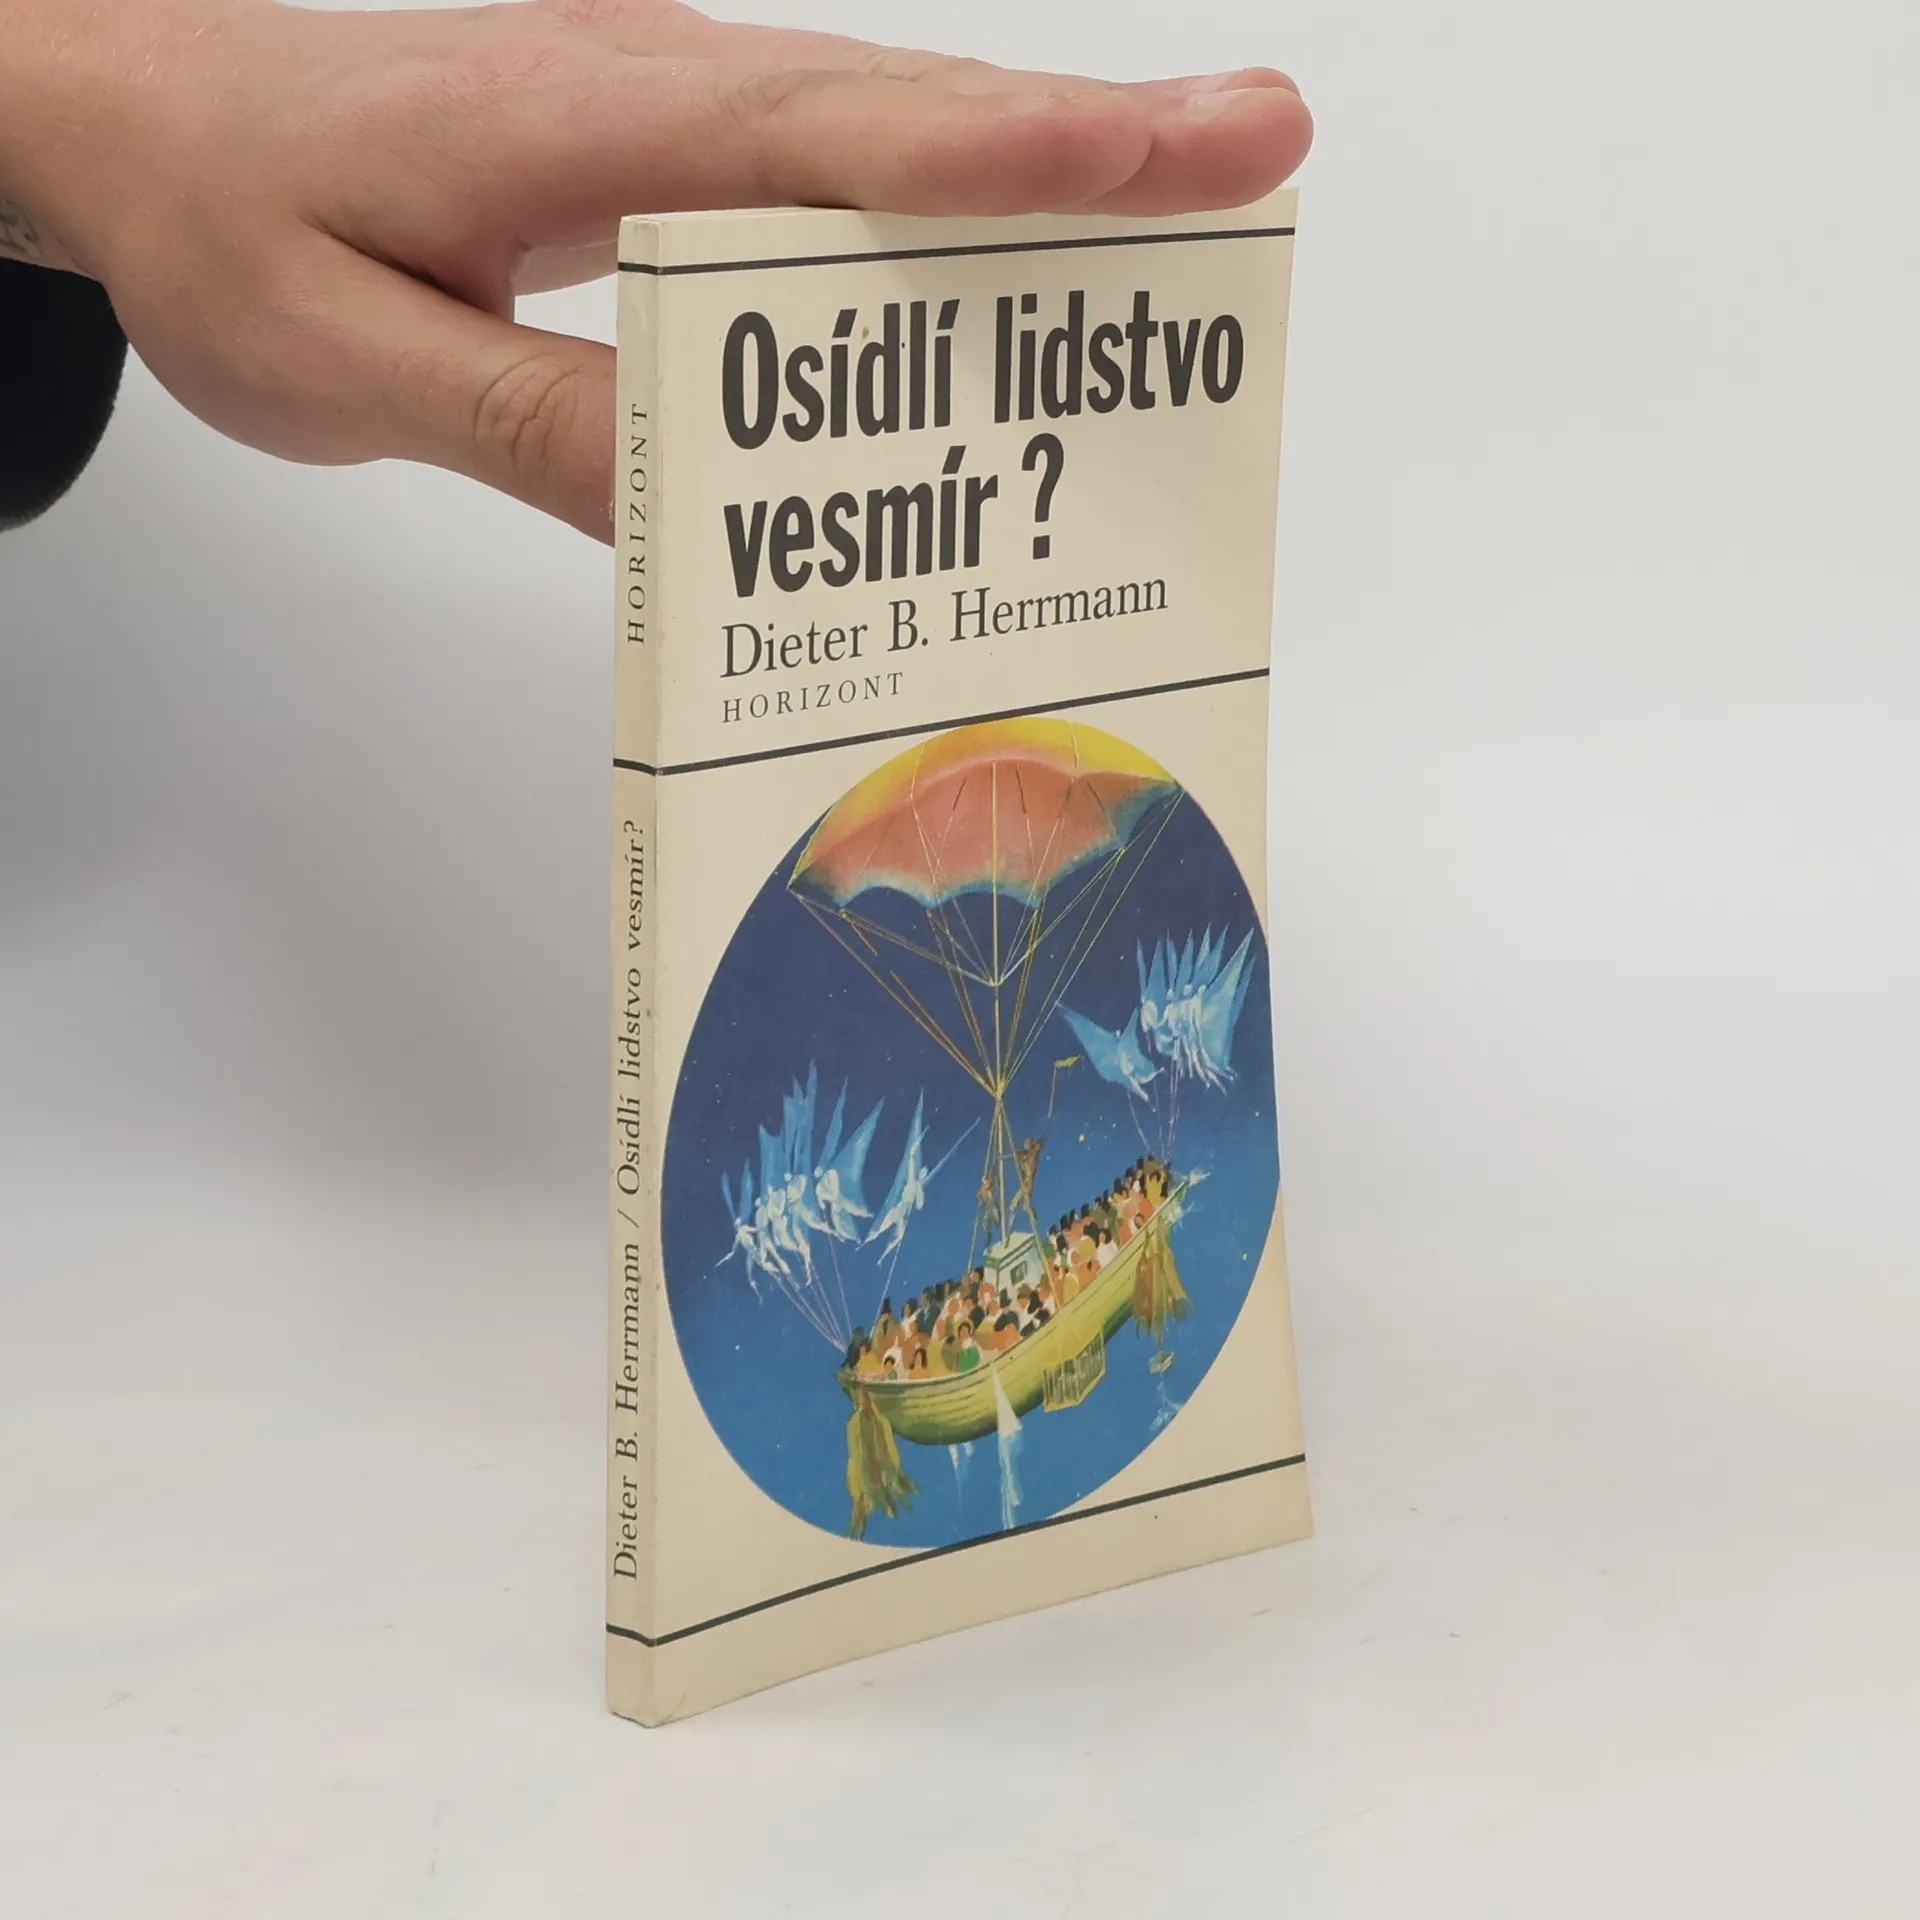 Osídlí lidstvo
vesmír?
Dieter B. Herrmann
HORIZONT
HORIZONT
Dieter B. Herrmann / Osídlí lidstvo vesmír?